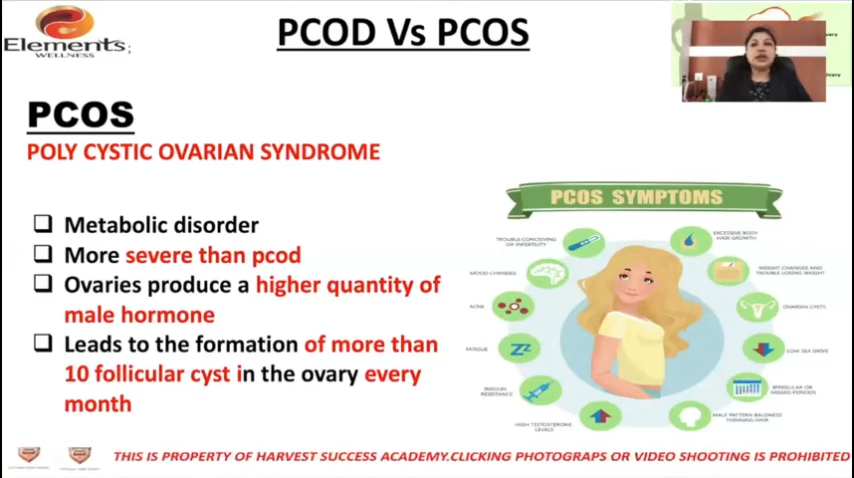 Elements;
WELLNESS
PCOD Vs PCOS
PCOS
POLY CYSTIC OVARIAN SYNDROME
Metabolic disorder
More severe than pcod
Ovaries produce a higher quantity of
male hormone
Leads to the formation of more than
10 follicular cyst in the ovary every
month
PCOS SYMPTOMS
TROUBLE CONCEIVING
OR INFERTILITY
EXCESSIVE BODY
HAIR GROWTH
MOOD CHANGES
WEIGHT CHANGES AND
TROUBLE LOSING WEIGHT
ACNE
OVARIAN CYSTS
FATIGUE
LOW SEX DRIVE
INSULIN
RESISTANCE
IRREGULAR OR
MISSED PERIODS
HIGH TESTOSTERONE
LEVELS
MALE PATTERN BALDNESS
THINNING HAIR
THIS IS PROPERTY OF HARVEST SUCCESS ACADEMY.CLICKING PHOTOGRAPS OR VIDEO SHOOTING IS PROHIBITED